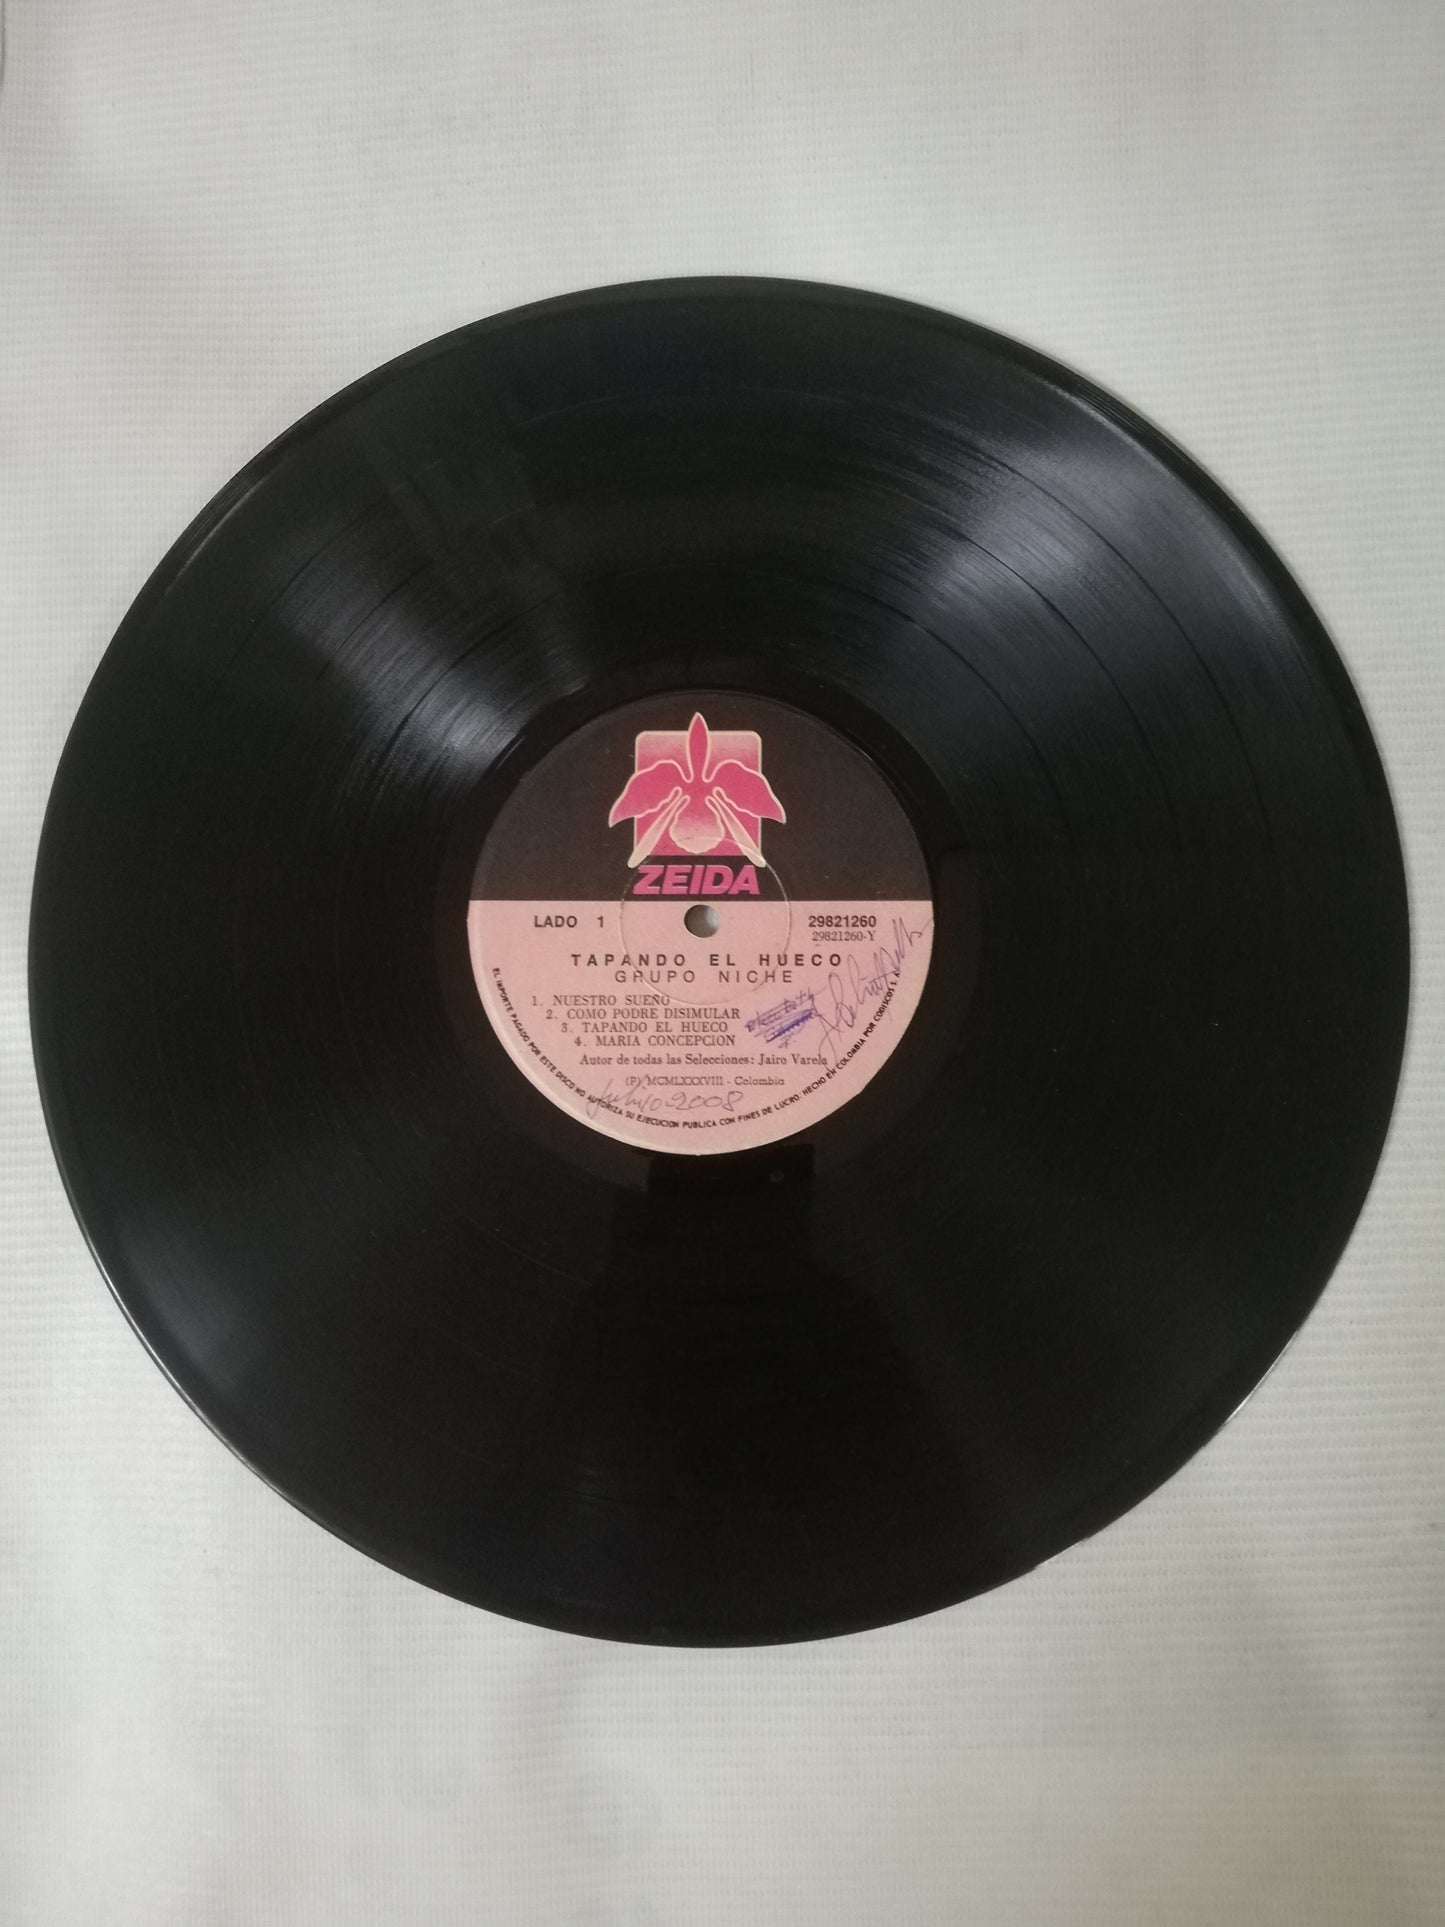 ZEIDA
LADO 1
29821260
29821260-Y
TAPANDO EL HUECO
GRUPO NICHE
1. NUESTRO SUEÑO
2. COMO PODRE DISIMULAR
3. TAPANDO EL HUECO
4. MARIA CONCEPCION
Autor de todas las Selecciones: Jairo Varela
(P) MCMLXXXVIII - Colombia
2008
EL IMPORTE PAGADO POR ESTE DISCO NO AUTORIZA SU EJECUCION PUBLICA CON FINES DE LUCRO. HECHO EN COLOMBIA POR CODISCOS S. A.